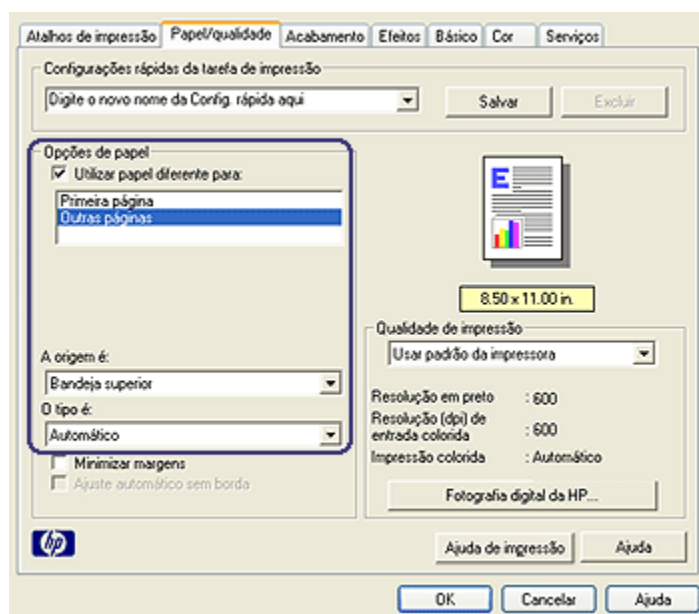 Atalhos de impressão Papel/qualidade Acabamento Efeitos Básico Cor Serviços
Configurações rápidas da tarefa de impressão
Digite o novo nome da Config. rápida aqui Salvar Excluir
Opções de papel
Utilizar papel diferente para:
Primeira página
Outras páginas
E
8.50 x 11.00 in.
Qualidade de impressão
Usar padrão da impressora
A origem é:
Bandeja superior
O tipo é:
Automático
Minimizar margens
Ajuste automático sem borda
Resolução em preto : 600
Resolução (dpi) de
entrada colorida : 600
Impressão colorida : Automático
Fotografia digital da HP...
hp
Ajuda de impressão Ajuda
OK Cancelar Ajuda